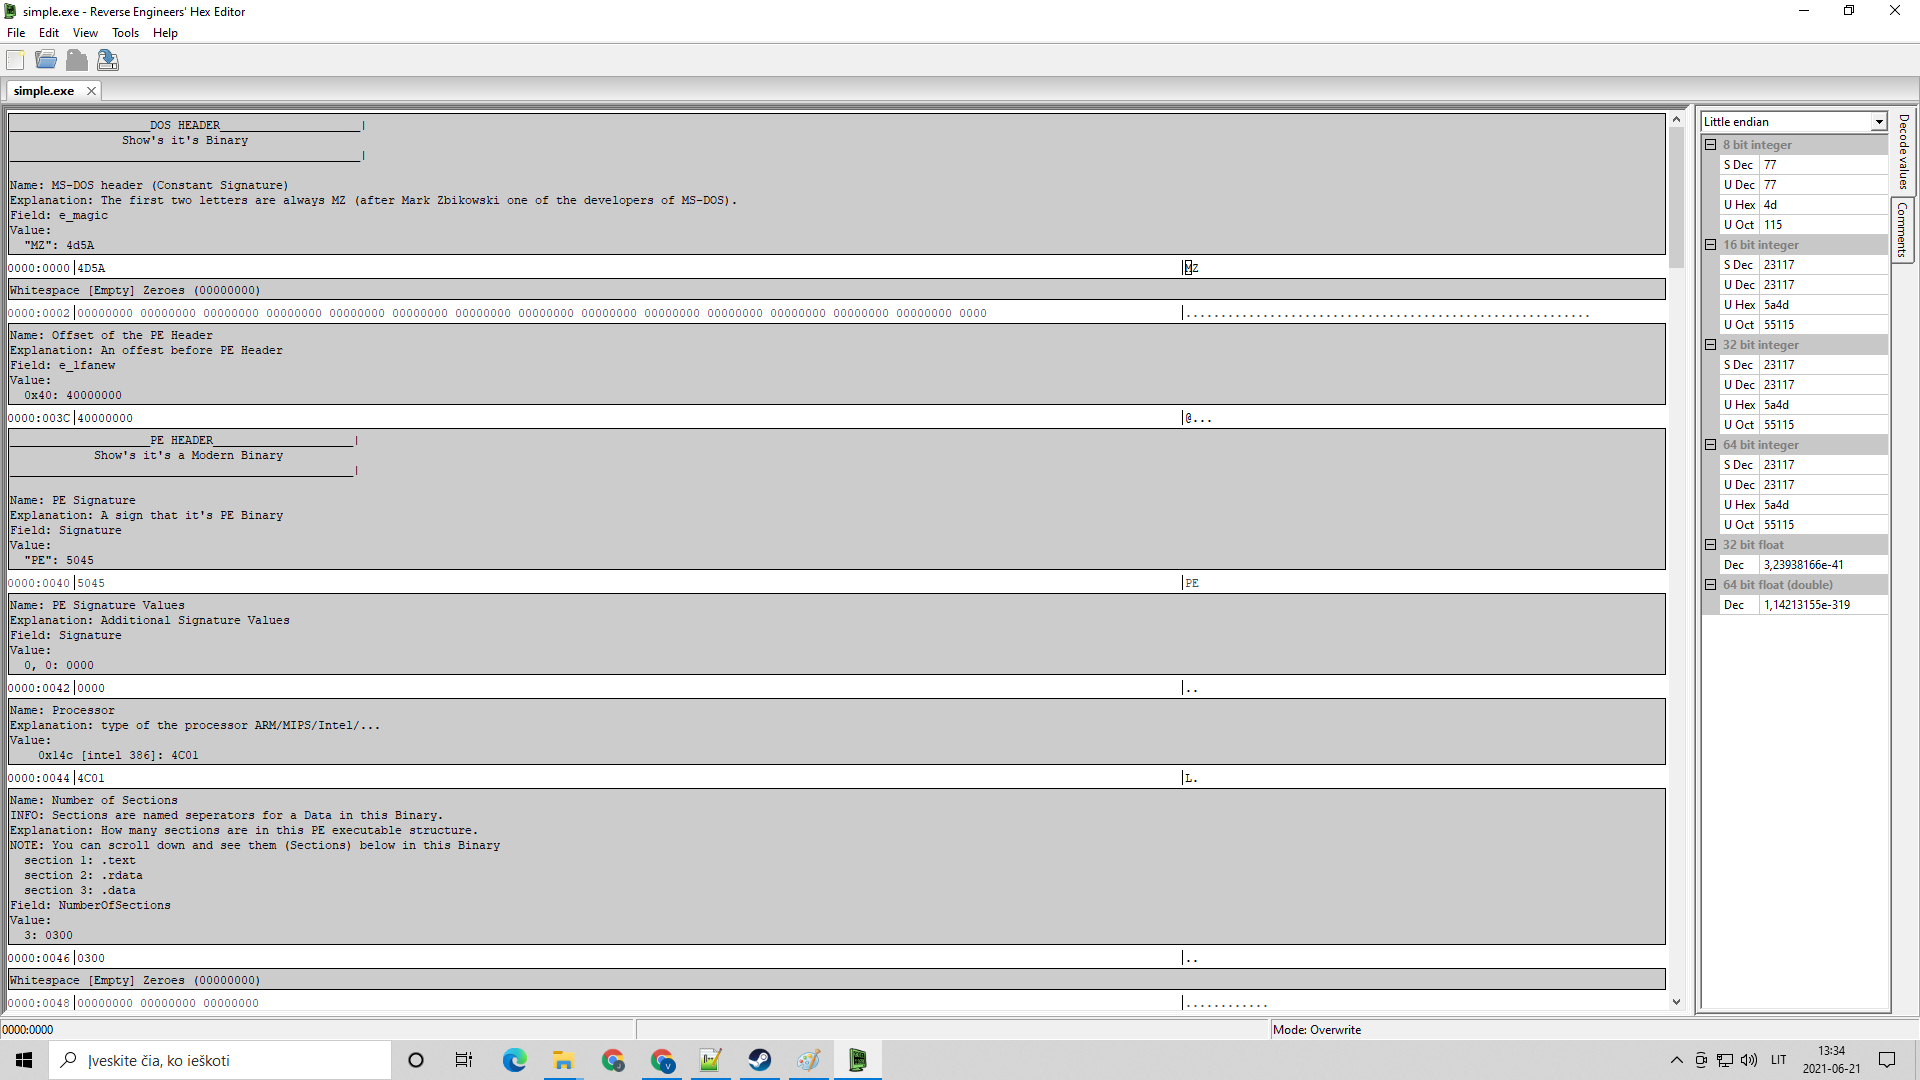 simple.exe - Reverse Engineers' Hex Editor
File Edit View Tools Help
simple.exe
____________________DOS HEADER____________________|
Show's it's Binary
__________________________________________________|
Name: MS-DOS header (Constant Signature)
Explanation: The first two letters are always MZ (after Mark Zbikowski one of the developers of MS-DOS).
Field: e_magic
Value:
"MZ": 4d5A
0000:0000 4D5A MZ
Whitespace [Empty] Zeroes (00000000)
0000:0002 00000000 00000000 00000000 00000000 00000000 00000000 00000000 00000000 00000000 00000000 00000000 00000000 00000000 00000000 0000 ..........................................................
Name: Offset of the PE Header
Explanation: An offest before PE Header
Field: e_lfanew
Value:
0x40: 40000000
0000:003C 40000000 @...
____________________PE HEADER____________________|
Show's it's a Modern Binary
_________________________________________________|
Name: PE Signature
Explanation: A sign that it's PE Binary
Field: Signature
Value:
"PE": 5045
0000:0040 5045 PE
Name: PE Signature Values
Explanation: Additional Signature Values
Field: Signature
Value:
0, 0: 0000
0000:0042 0000 ..
Name: Processor
Explanation: type of the processor ARM/MIPS/Intel/...
Value:
0x14c [intel 386]: 4C01
0000:0044 4C01 L.
Name: Number of Sections
INFO: Sections are named seperators for a Data in this Binary.
Explanation: How many sections are in this PE executable structure.
NOTE: You can scroll down and see them (Sections) below in this Binary
section 1: .text
section 2: .rdata
section 3: .data
Field: NumberOfSections
Value:
3: 0300
0000:0046 0300 ..
Whitespace [Empty] Zeroes (00000000)
0000:0048 00000000 00000000 00000000 ............
Little endian
8 bit integer
S Dec 77
U Dec 77
U Hex 4d
U Oct 115
16 bit integer
S Dec 23117
U Dec 23117
U Hex 5a4d
U Oct 55115
32 bit integer
S Dec 23117
U Dec 23117
U Hex 5a4d
U Oct 55115
64 bit integer
S Dec 23117
U Dec 23117
U Hex 5a4d
U Oct 55115
32 bit float
Dec 3,23938166e-41
64 bit float (double)
Dec 1,14213155e-319
Decode values
Comments
0000:0000
Mode: Overwrite
Įveskite čia, ko ieškoti
LIT
13:34
2021-06-21